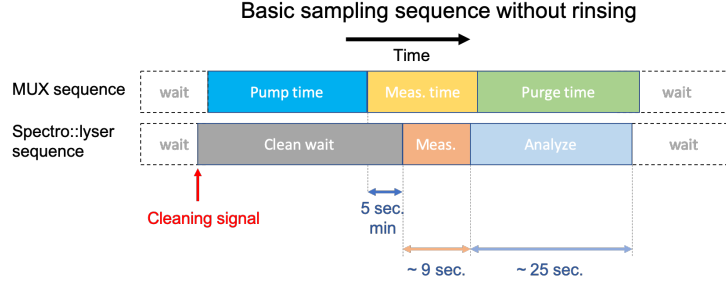 Basic sampling sequence without rinsing
Time
MUX sequence
wait
Pump time
Meas. time
Purge time
wait
Spectro::lyser
sequence
wait
Clean wait
Meas.
Analyze
wait
Cleaning signal
5 sec.
min
~ 9 sec.
~ 25 sec.